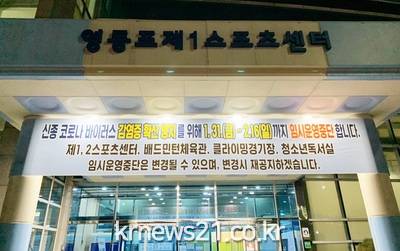 영등포제1스포츠센터
신종 코로나 바이러스 감염증 확산 방지를 위해 1. 31.(금) ~ 2. 16(일)까지 임시운영중단 합니다.
제1, 2스포츠센터, 배드민턴체육관, 클라이밍경기장, 청소년독서실
임시운영중단은 변경될 수 있으며, 변경시 재공지하겠습니다.
kmews21.co.kr